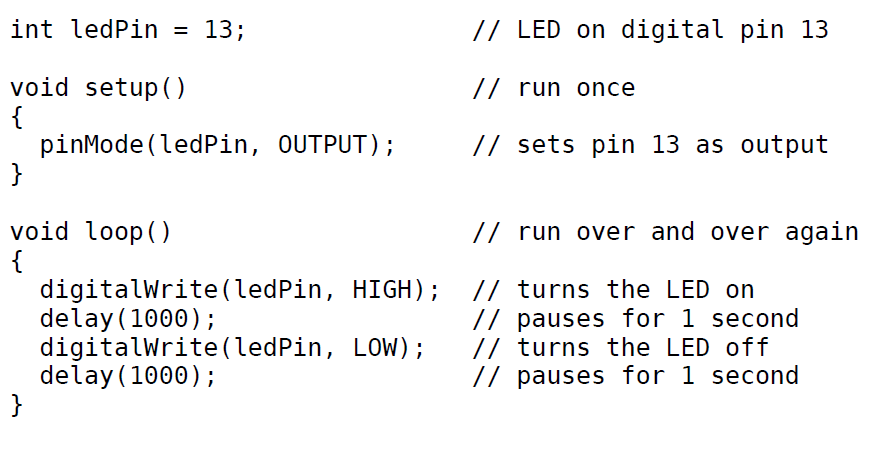 int ledPin = 13;               // LED on digital pin 13
void setup()                   // run once
{
  pinMode(ledPin, OUTPUT);     // sets pin 13 as output
}
void loop()                    // run over and over again
{
  digitalWrite(ledPin, HIGH);  // turns the LED on
  delay(1000);                 // pauses for 1 second
  digitalWrite(ledPin, LOW);   // turns the LED off
  delay(1000);                 // pauses for 1 second
}